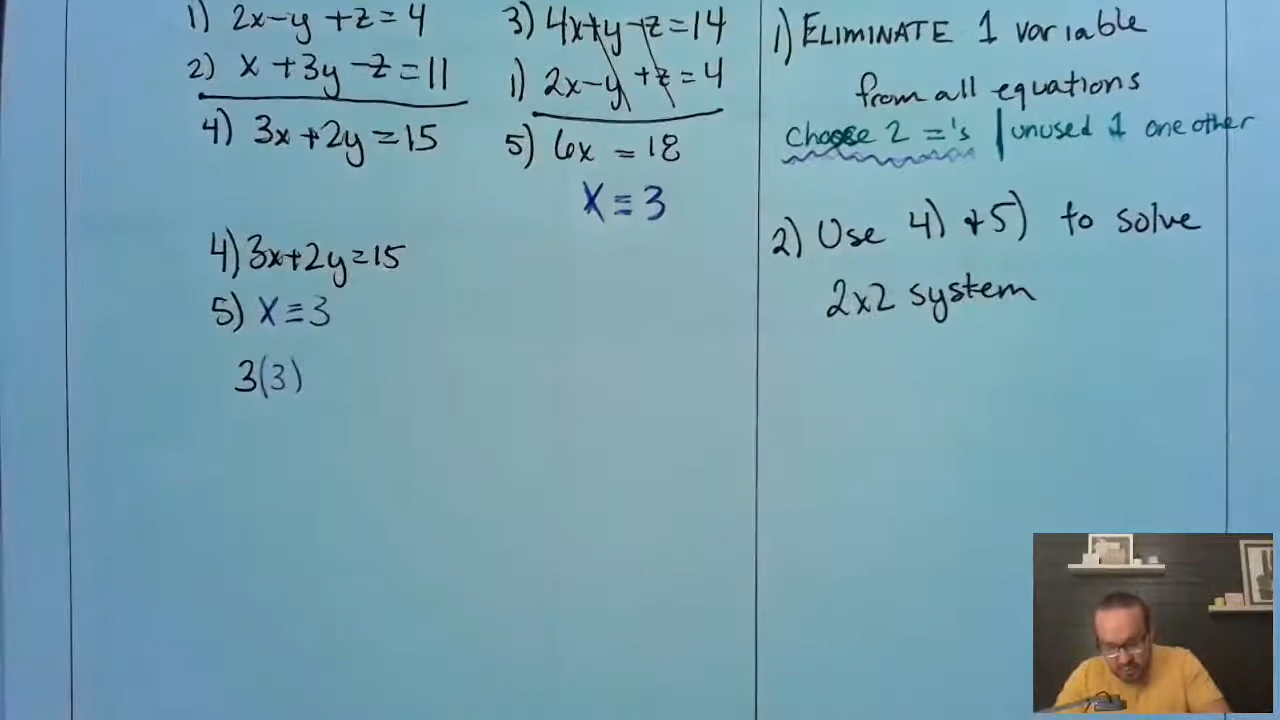 1) 2x-y+z=4
2) x+3y-z=11
4) 3x+2y=15
3) 4x+y-z=14
1) 2x-y+z=4
5) 6x=18
x=3
4) 3x+2y=15
5) x=3
3(3)
1) ELIMINATE 1 variable
from all equations
choose 2 ='s | unused 1 one other
2) Use 4) + 5) to solve
2x2 system